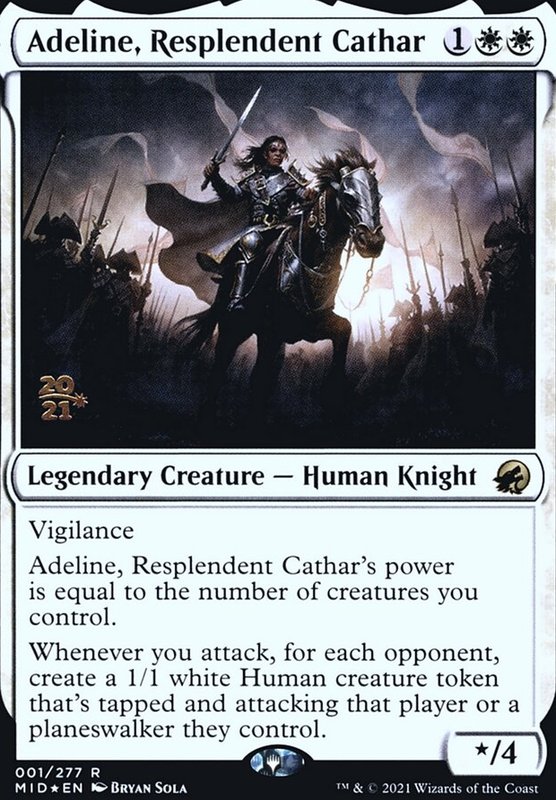 Adeline, Resplendent Cathar 1
20
21
Legendary Creature — Human Knight
Vigilance
Adeline, Resplendent Cathar's power
is equal to the number of creatures you
control.
Whenever you attack, for each opponent,
create a 1/1 white Human creature token
that's tapped and attacking that player or a
planeswalker they control.
★/4
001/277 R
MID★EN Bryan Sola
™ & © 2021 Wizards of the Coast